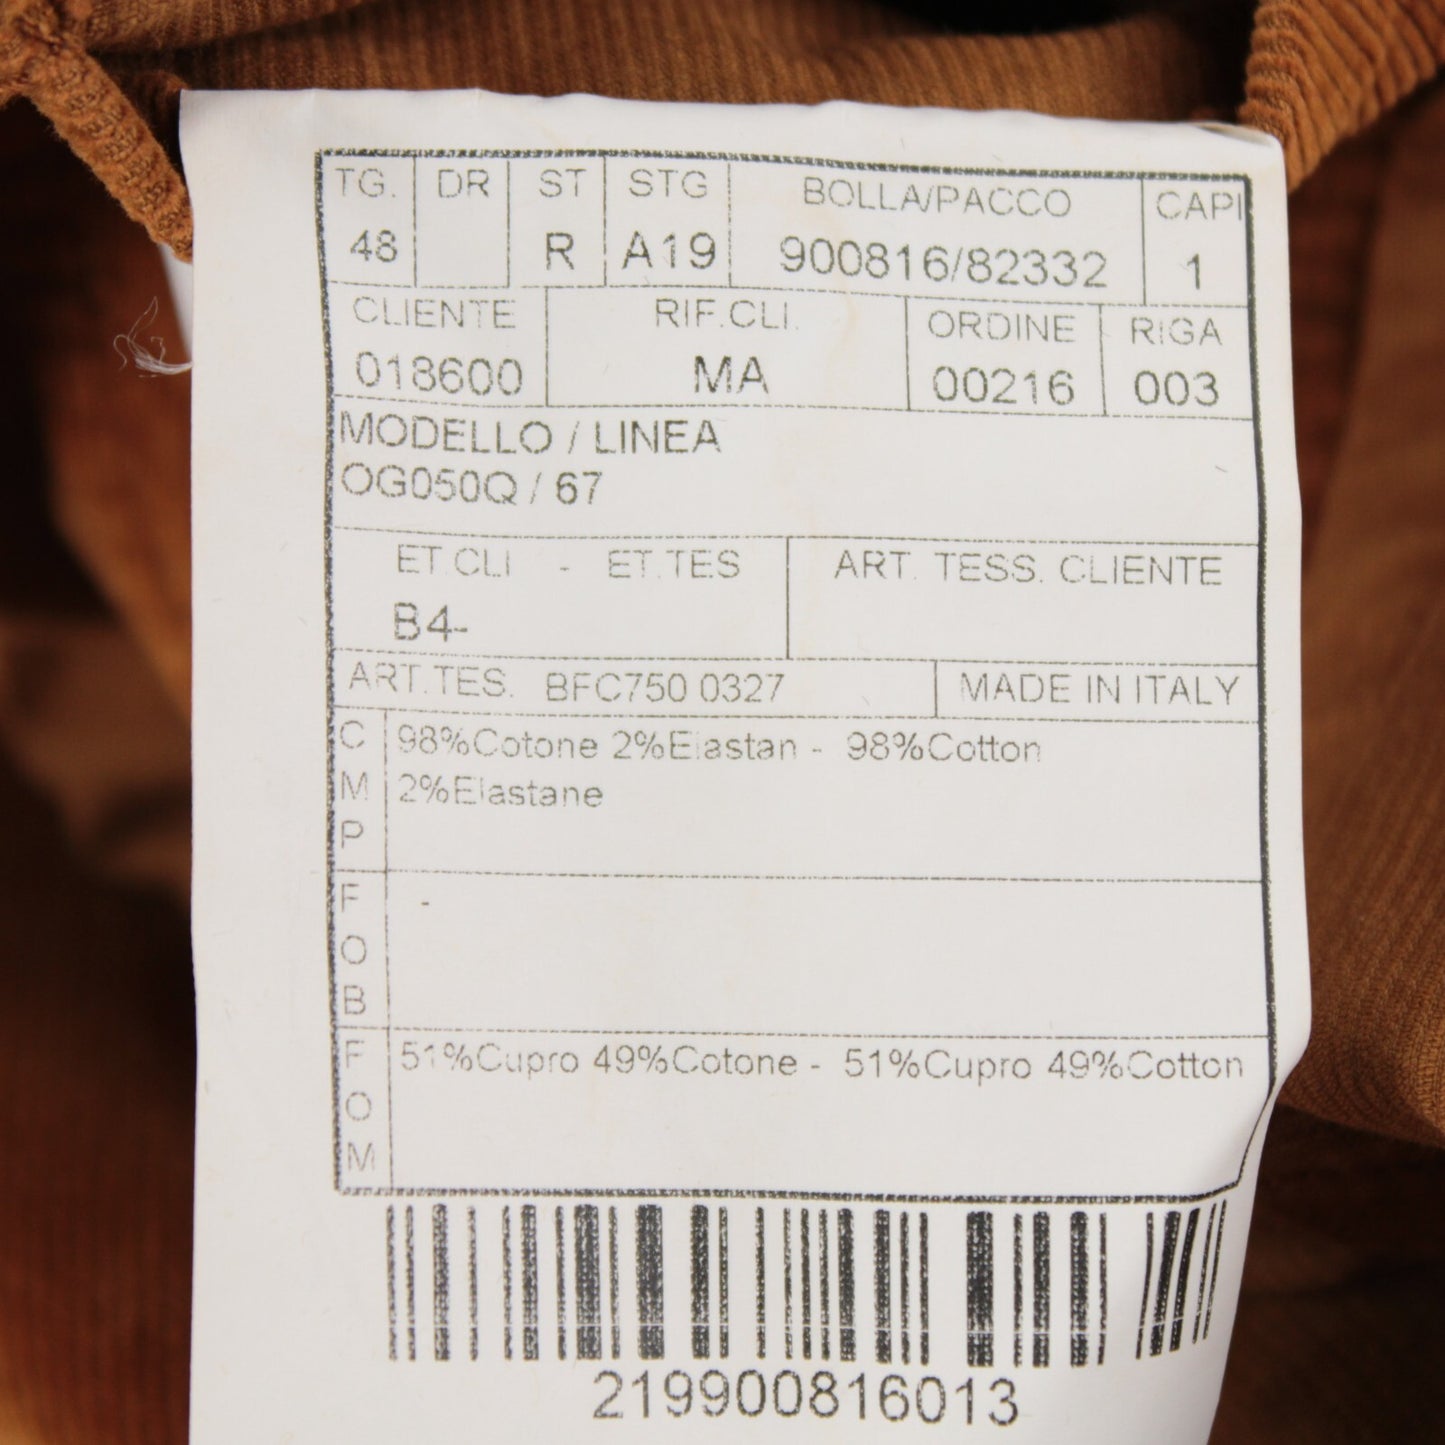 TG. DR ST STG BOLLA/PACCO CAPI
48 R A19 900816/82332 1
CLIENTE RIF.CLI. ORDINE RIGA
018600 MA 00216 003
MODELLO / LINEA
OG050Q / 67
ET.CLI - ET.TES ART. TESS. CLIENTE
B4-
ART.TES. BFC750 0327 MADE IN ITALY
CMP 98%Cotone 2%Elastan - 98%Cotton
2%Elastane
FOB -
FOM 51%Cupro 49%Cotone - 51%Cupro 49%Cotton
219900816013